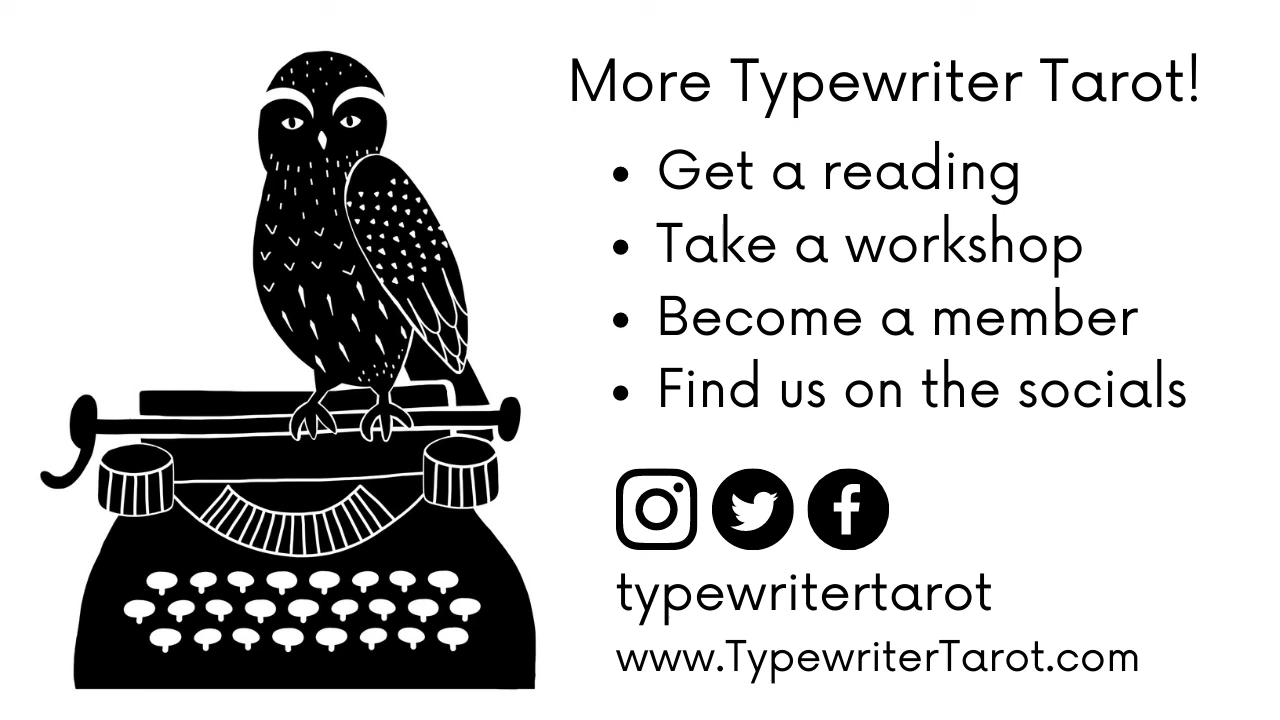 More Typewriter Tarot!
• Get a reading
• Take a workshop
• Become a member
• Find us on the socials
typewritertarot
www.TypewriterTarot.com